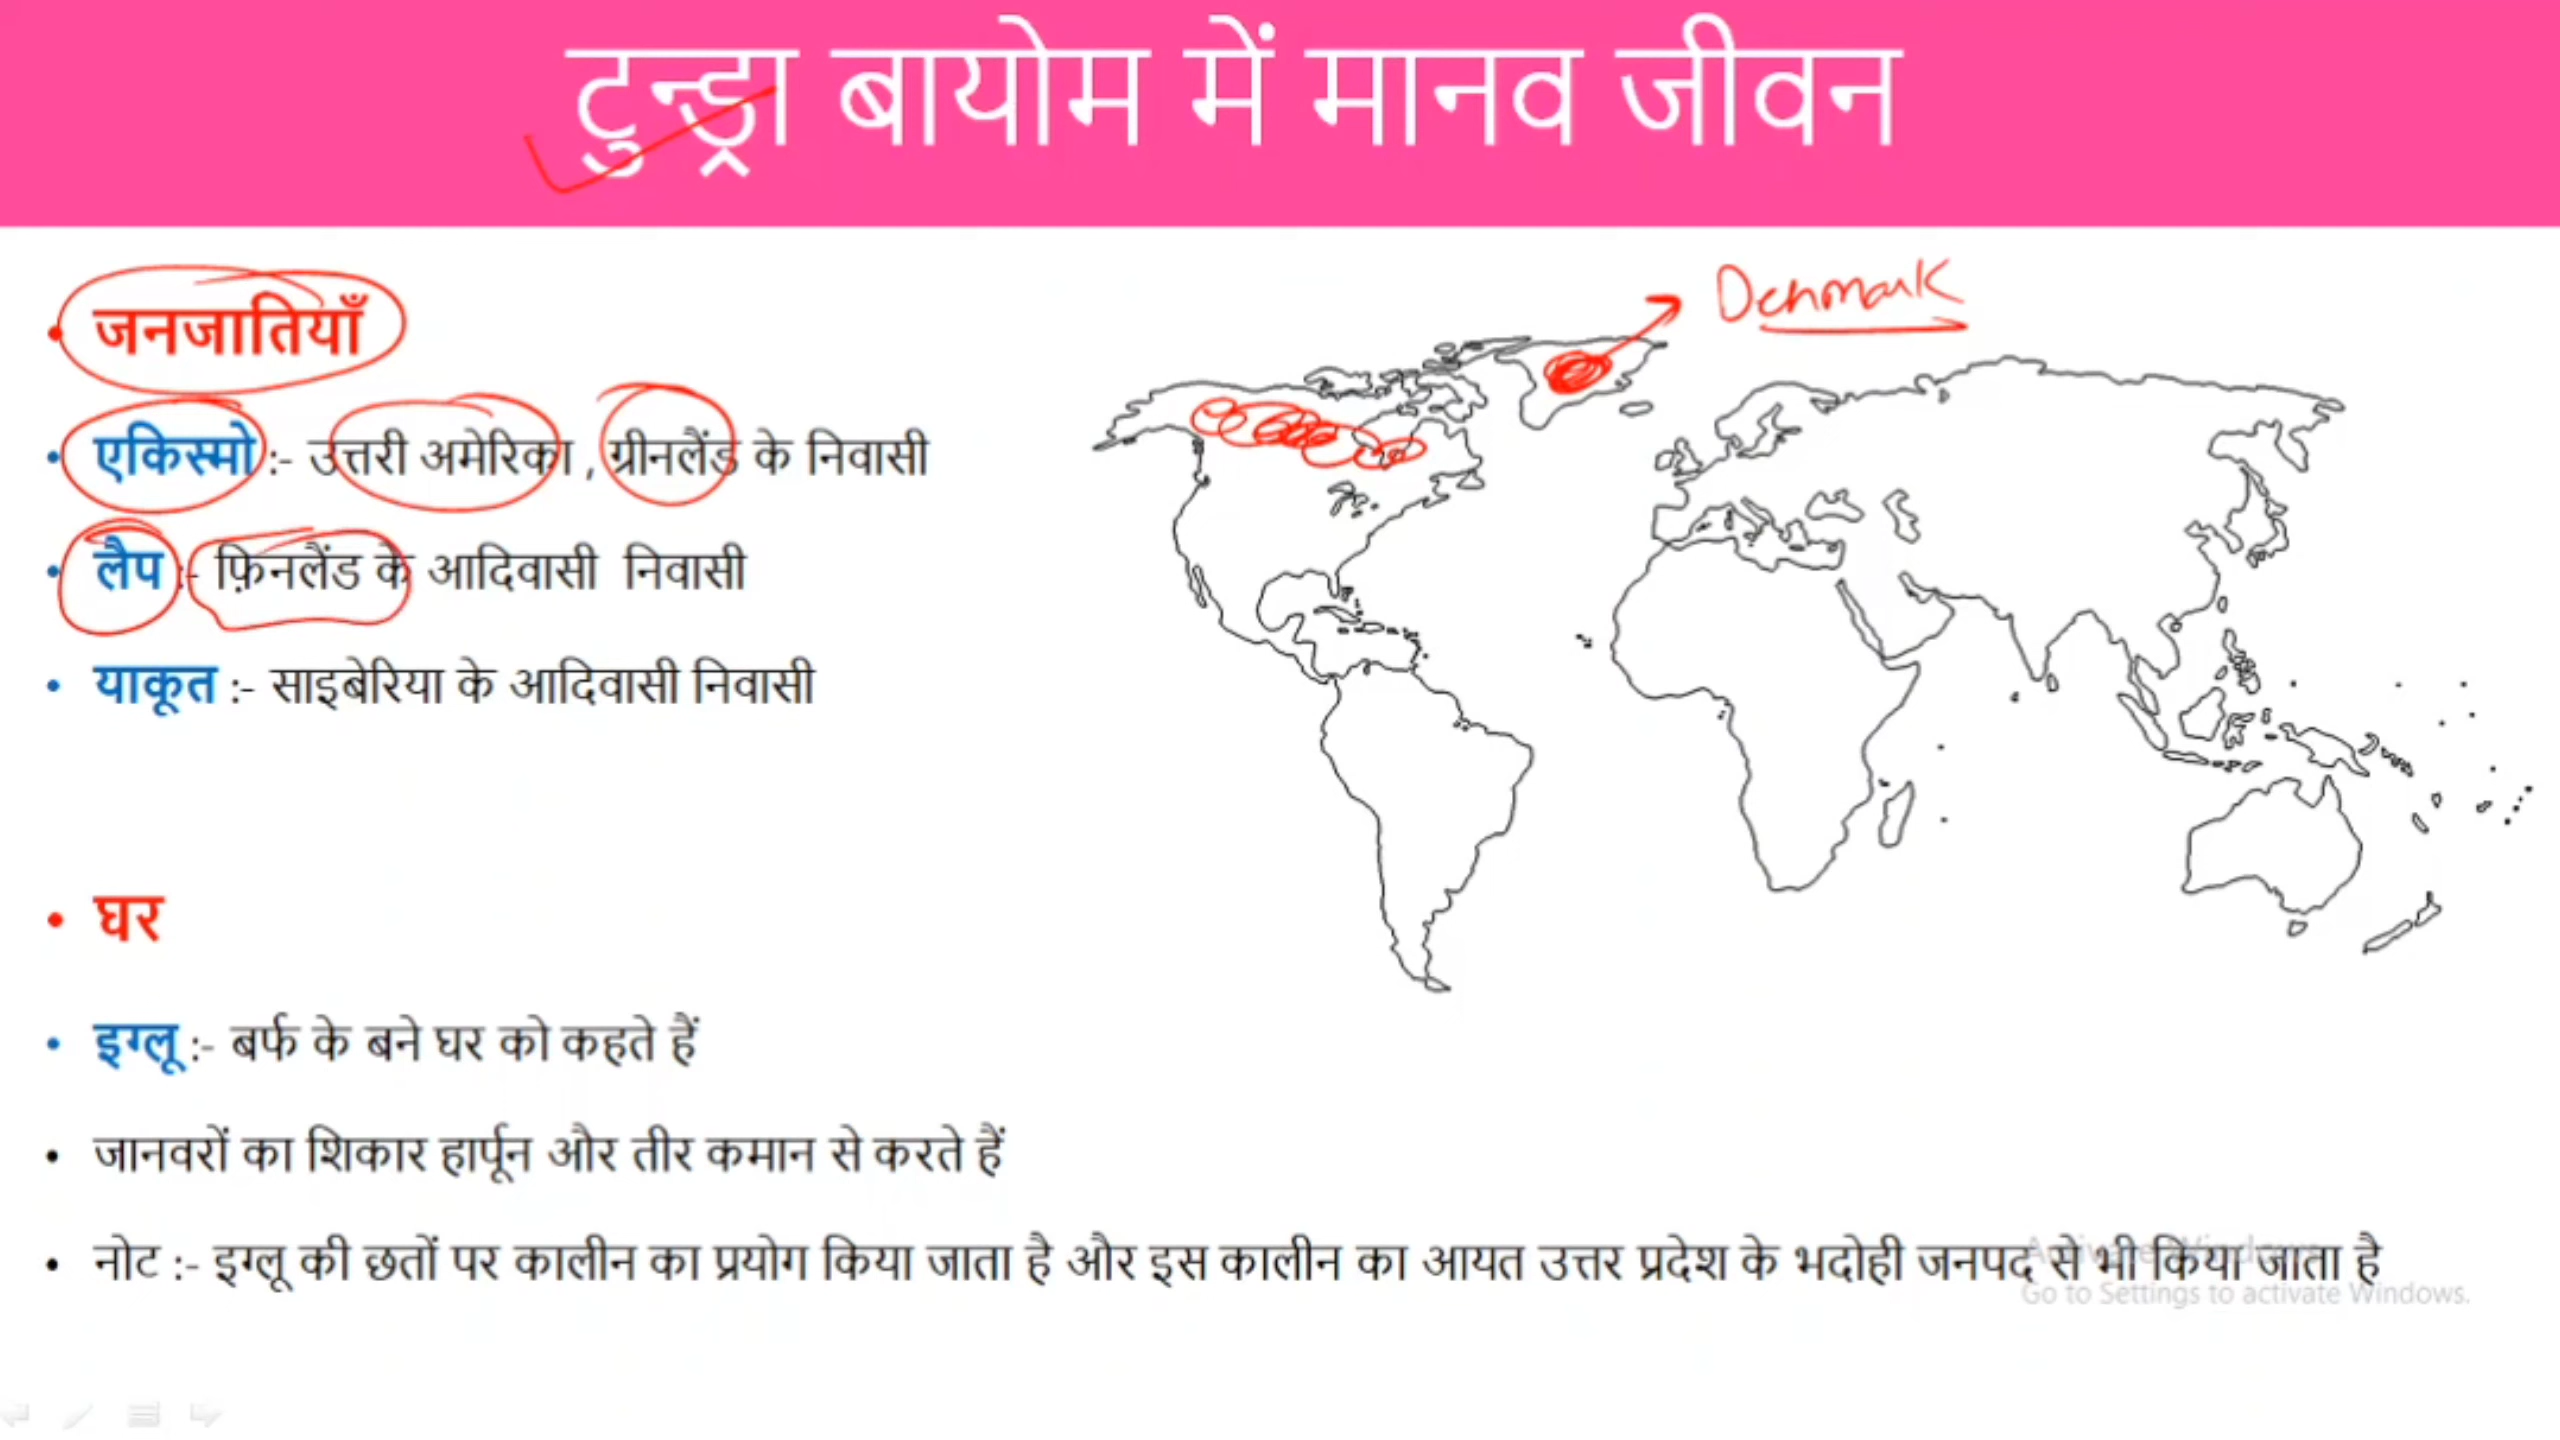 टुन्ड्रा बायोम में मानव जीवन
Denmark
• जनजातियाँ
• एकिस्मो :- उत्तरी अमेरिका , ग्रीनलैंड के निवासी
• लैप :- फ़िनलैंड के आदिवासी निवासी
• याकूत :- साइबेरिया के आदिवासी निवासी
• घर
• इग्लू :- बर्फ के बने घर को कहते हैं
• जानवरों का शिकार हार्पून और तीर कमान से करते हैं
• नोट :- इग्लू की छतों पर कालीन का प्रयोग किया जाता है और इस कालीन का आयत उत्तर प्रदेश के भदोही जनपद से भी किया जाता है
Activate Windows
Go to Settings to activate Windows.